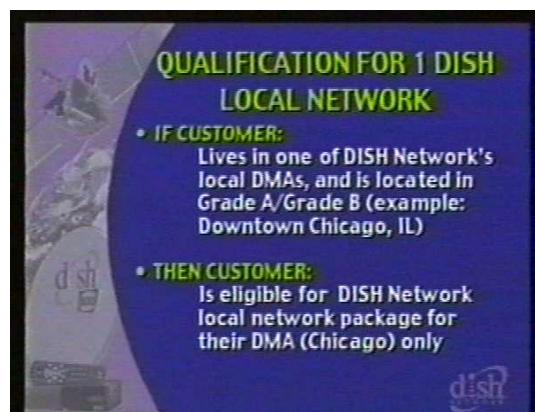 QUALIFICATION FOR 1 DISH
LOCAL NETWORK
• IF CUSTOMER:
Lives in one of DISH Network's
local DMAs, and is located in
Grade A/Grade B (example:
Downtown Chicago, IL)
• THEN CUSTOMER:
Is eligible for DISH Network
local network package for
their DMA (Chicago) only
dish
dish
NETWORK